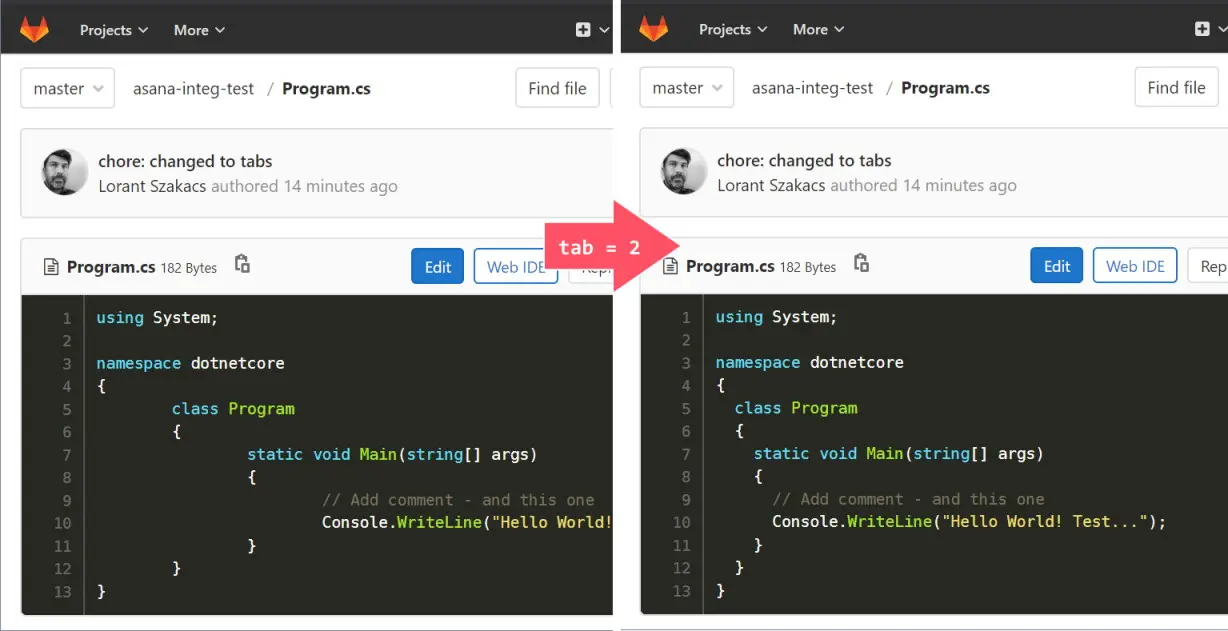 Projects More
master asana-integ-test / Program.cs Find file
chore: changed to tabs
Lorant Szakacs authored 14 minutes ago
Program.cs 182 Bytes Edit Web IDE
1 using System;
2
3 namespace dotnetcore
4 {
5 class Program
6 {
7 static void Main(string[] args)
8 {
9 // Add comment - and this one
10 Console.WriteLine("Hello World!
11 }
12 }
13 }
tab = 2
Projects More
master asana-integ-test / Program.cs Find file
chore: changed to tabs
Lorant Szakacs authored 14 minutes ago
Program.cs 182 Bytes Edit Web IDE Rep
1 using System;
2
3 namespace dotnetcore
4 {
5 class Program
6 {
7 static void Main(string[] args)
8 {
9 // Add comment - and this one
10 Console.WriteLine("Hello World! Test...");
11 }
12 }
13 }